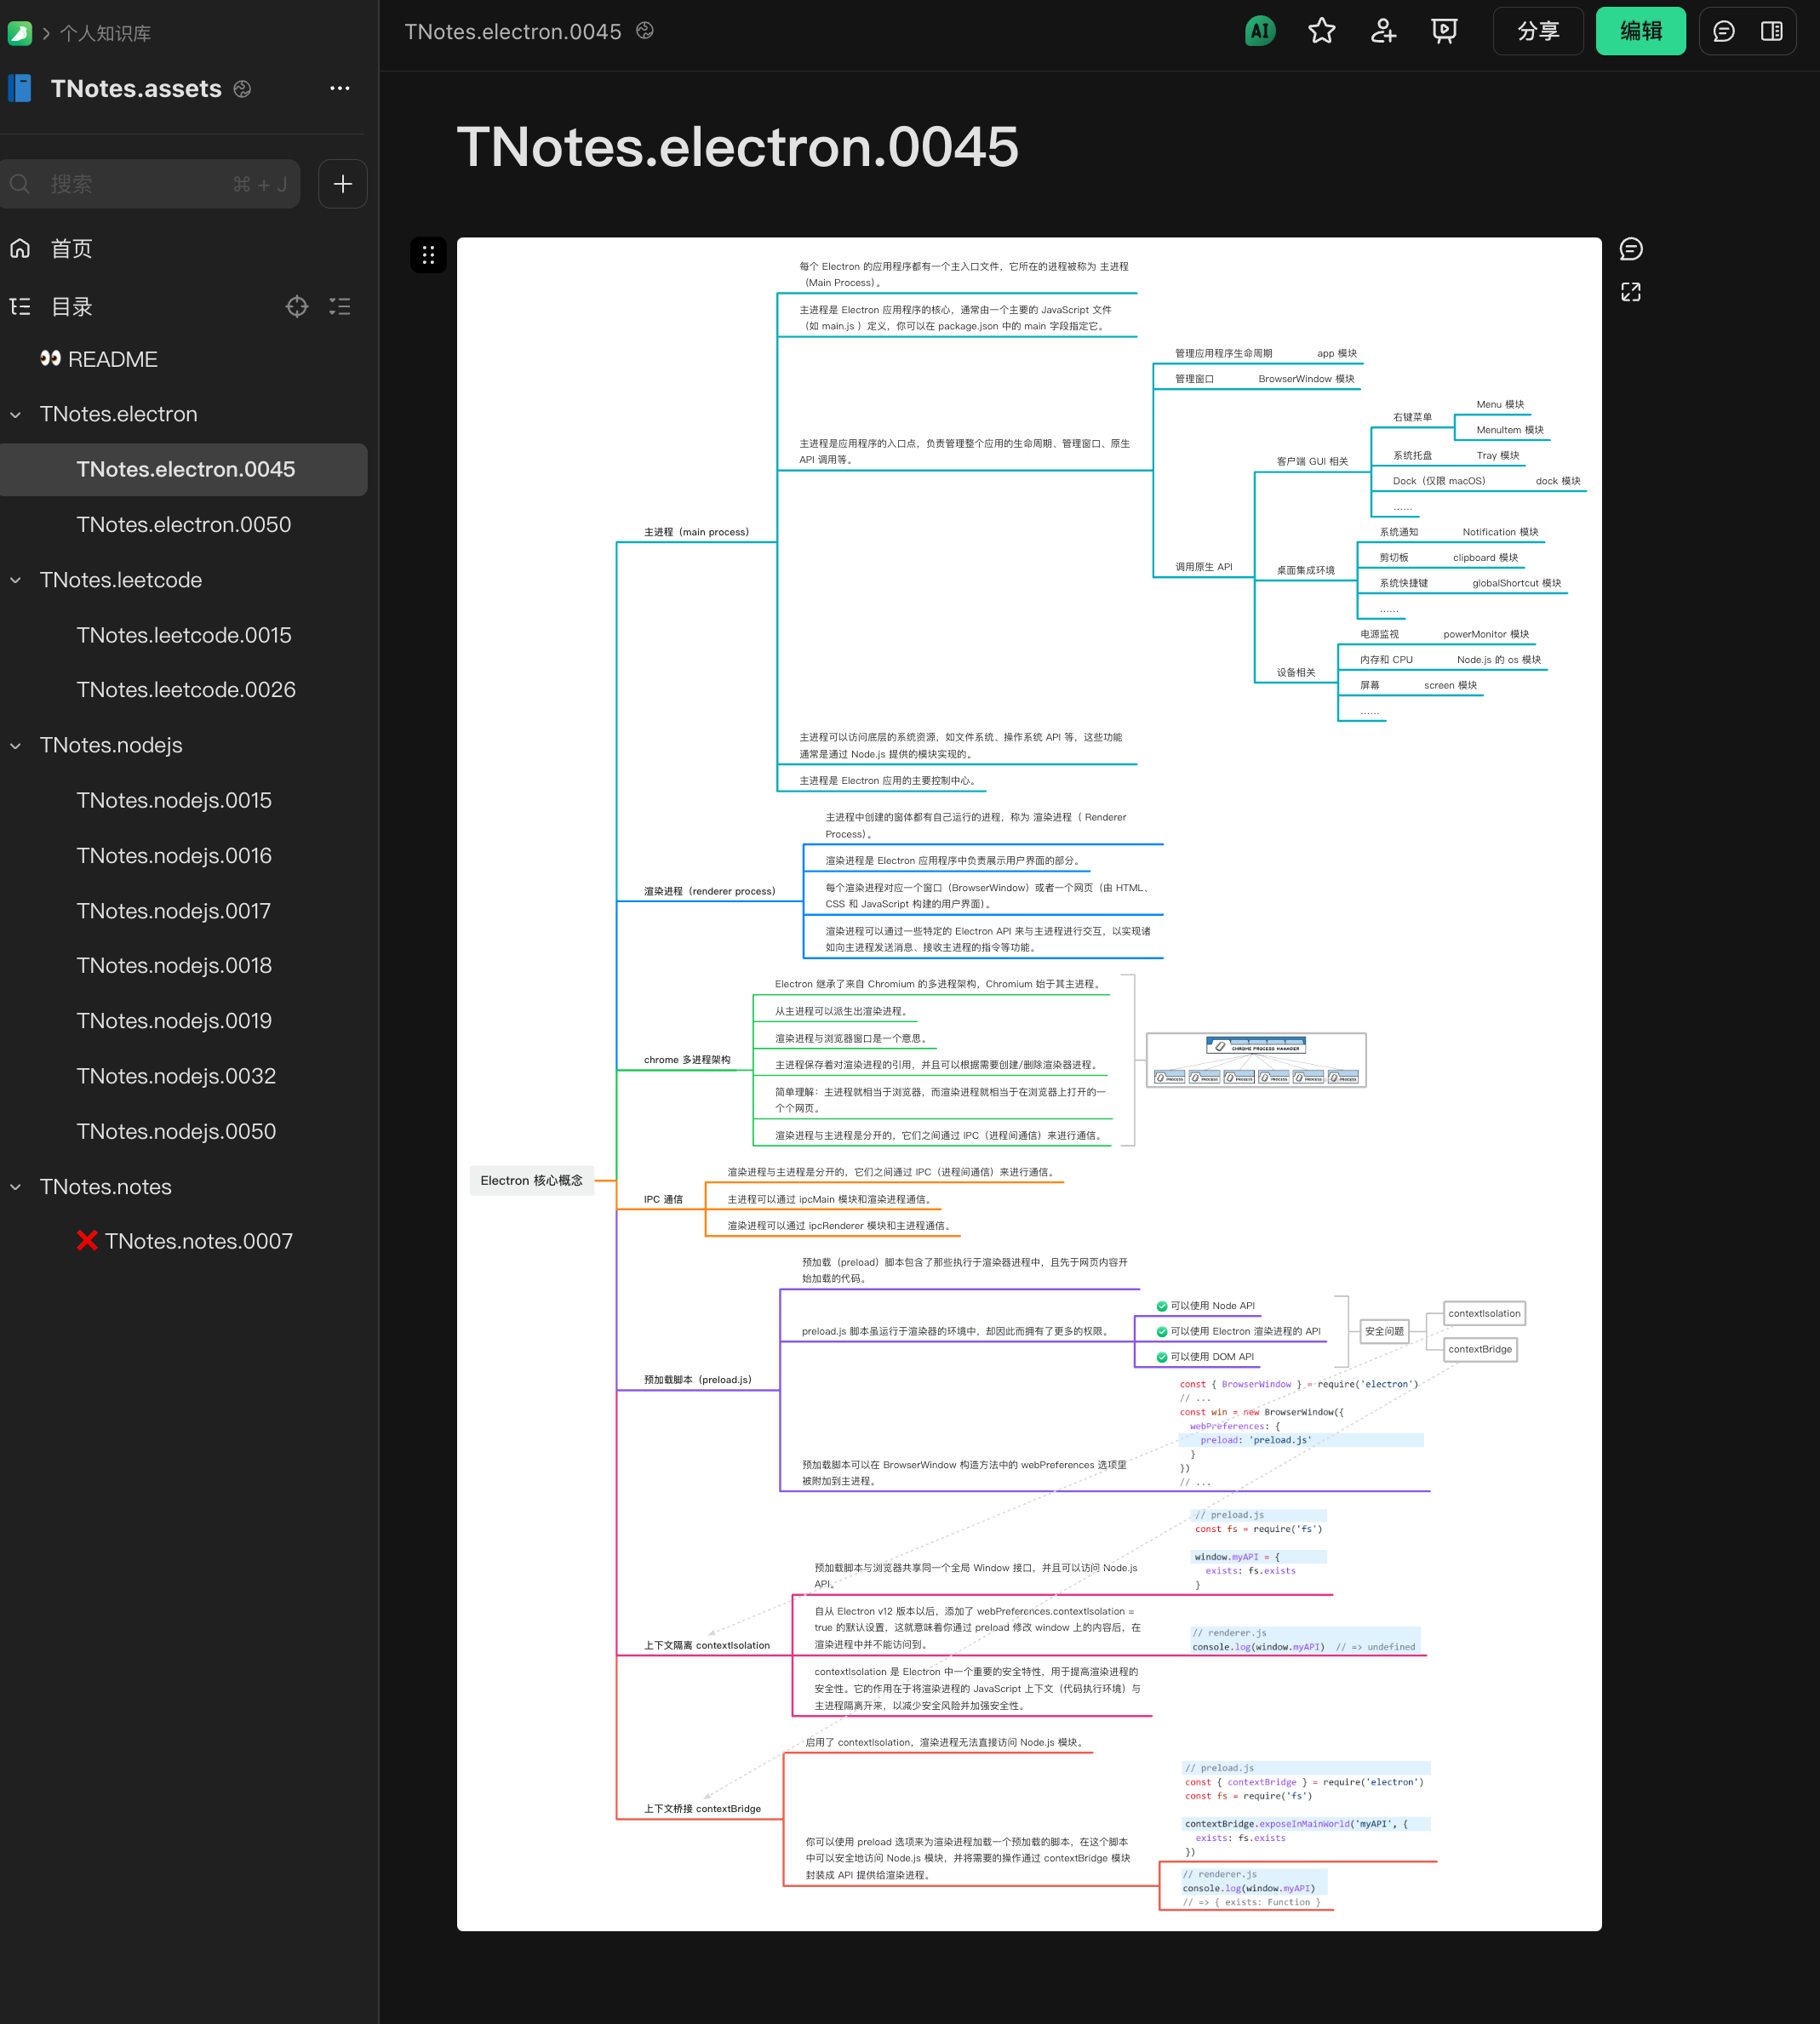 个人知识库
TNotes.assets
搜索
⌘ + J
首页
目录
👀 README
TNotes.electron
TNotes.electron.0045
TNotes.electron.0050
TNotes.leetcode
TNotes.leetcode.0015
TNotes.leetcode.0026
TNotes.nodejs
TNotes.nodejs.0015
TNotes.nodejs.0016
TNotes.nodejs.0017
TNotes.nodejs.0018
TNotes.nodejs.0019
TNotes.nodejs.0032
TNotes.nodejs.0050
TNotes.notes
❌ TNotes.notes.0007
TNotes.electron.0045
AI
分享
编辑
TNotes.electron.0045
Electron 核心概念
主进程（main process）
每个 Electron 的应用程序都有一个主入口文件，它所在的进程被称为 主进程
（Main Process）。
主进程是 Electron 应用程序的核心，通常由一个主要的 JavaScript 文件
（如 main.js ）定义，你可以在 package.json 中的 main 字段指定它。
主进程是应用程序的入口点，负责管理整个应用的生命周期、管理窗口、原生
API 调用等。
管理应用程序生命周期
app 模块
管理窗口
BrowserWindow 模块
调用原生 API
客户端 GUI 相关
右键菜单
Menu 模块
MenuItem 模块
系统托盘
Tray 模块
Dock（仅限 macOS）
dock 模块
……
桌面集成环境
系统通知
Notification 模块
剪切板
clipboard 模块
系统快捷键
globalShortcut 模块
……
设备相关
电源监视
powerMonitor 模块
内存和 CPU
Node.js 的 os 模块
屏幕
screen 模块
……
主进程可以访问底层的系统资源，如文件系统、操作系统 API 等，这些功能
通常是通过 Node.js 提供的模块实现的。
主进程是 Electron 应用的主要控制中心。
渲染进程（renderer process）
主进程中创建的窗体都有自己运行的进程，称为 渲染进程（ Renderer
Process）。
渲染进程是 Electron 应用程序中负责展示用户界面的部分。
每个渲染进程对应一个窗口（BrowserWindow）或者一个网页（由 HTML、
CSS 和 JavaScript 构建的用户界面）。
渲染进程可以通过一些特定的 Electron API 来与主进程进行交互，以实现诸
如向主进程发送消息、接收主进程的指令等功能。
chrome 多进程架构
Electron 继承了来自 Chromium 的多进程架构，Chromium 始于其主进程。
从主进程可以派生出渲染进程。
渲染进程与浏览器窗口是一个意思。
主进程保存着对渲染进程的引用，并且可以根据需要创建/删除渲染器进程。
简单理解：主进程就相当于浏览器，而渲染进程就相当于在浏览器上打开的一
个个网页。
渲染进程与主进程是分开的，它们之间通过 IPC（进程间通信）来进行通信。
CHROME PROCESS MANAGER
PROCESS
PROCESS
PROCESS
PROCESS
PROCESS
PROCESS
IPC 通信
渲染进程与主进程是分开的，它们之间通过 IPC（进程间通信）来进行通信。
主进程可以通过 ipcMain 模块和渲染进程通信。
渲染进程可以通过 ipcRenderer 模块和主进程通信。
预加载脚本（preload.js）
预加载（preload）脚本包含了那些执行于渲染器进程中，且先于网页内容开
始加载的代码。
preload.js 脚本虽运行于渲染器的环境中，却因此而拥有了更多的权限。
✅ 可以使用 Node API
✅ 可以使用 Electron 渲染进程的 API
✅ 可以使用 DOM API
安全问题
contextIsolation
contextBridge
预加载脚本可以在 BrowserWindow 构造方法中的 webPreferences 选项里
被附加到主进程。
const { BrowserWindow } = require('electron')
// ...
const win = new BrowserWindow({
  webPreferences: {
    preload: 'preload.js'
  }
})
// ...
上下文隔离 contextIsolation
预加载脚本与浏览器共享同一个全局 Window 接口，并且可以访问 Node.js
API。
// preload.js
const fs = require('fs')
window.myAPI = {
  exists: fs.exists
}
自从 Electron v12 版本以后，添加了 webPreferences.contextIsolation =
true 的默认设置，这就意味着你通过 preload 修改 window 上的内容后，在
渲染进程中并不能访问到。
// renderer.js
console.log(window.myAPI)  // => undefined
contextIsolation 是 Electron 中一个重要的安全特性，用于提高渲染进程的
安全性。它的作用在于将渲染进程的 JavaScript 上下文（代码执行环境）与
主进程隔离开来，以减少安全风险并加强安全性。
上下文桥接 contextBridge
启用了 contextIsolation，渲染进程无法直接访问 Node.js 模块。
你可以使用 preload 选项来为渲染进程加载一个预加载的脚本，在这个脚本
中可以安全地访问 Node.js 模块，并将需要的操作通过 contextBridge 模块
封装成 API 提供给渲染进程。
// preload.js
const { contextBridge } = require('electron')
const fs = require('fs')
contextBridge.exposeInMainWorld('myAPI', {
  exists: fs.exists
})
// renderer.js
console.log(window.myAPI)
// => { exists: Function }